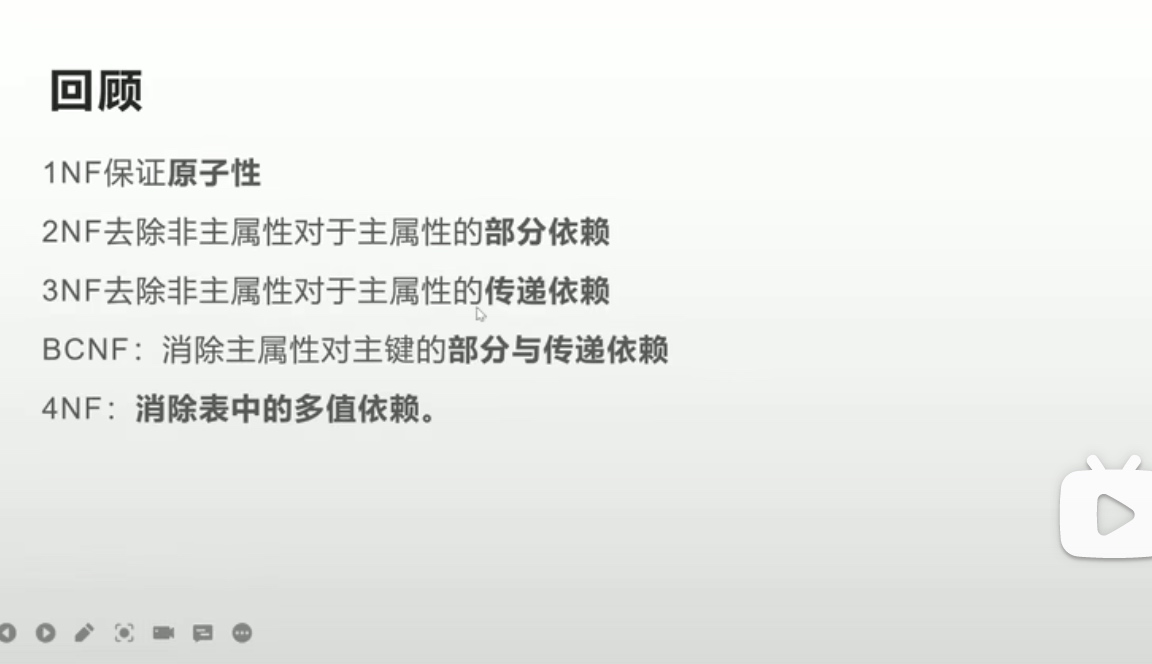 回顾
1NF保证原子性
2NF去除非主属性对于主属性的部分依赖
3NF去除非主属性对于主属性的传递依赖
BCNF：消除主属性对主键的部分与传递依赖
4NF：消除表中的多值依赖。